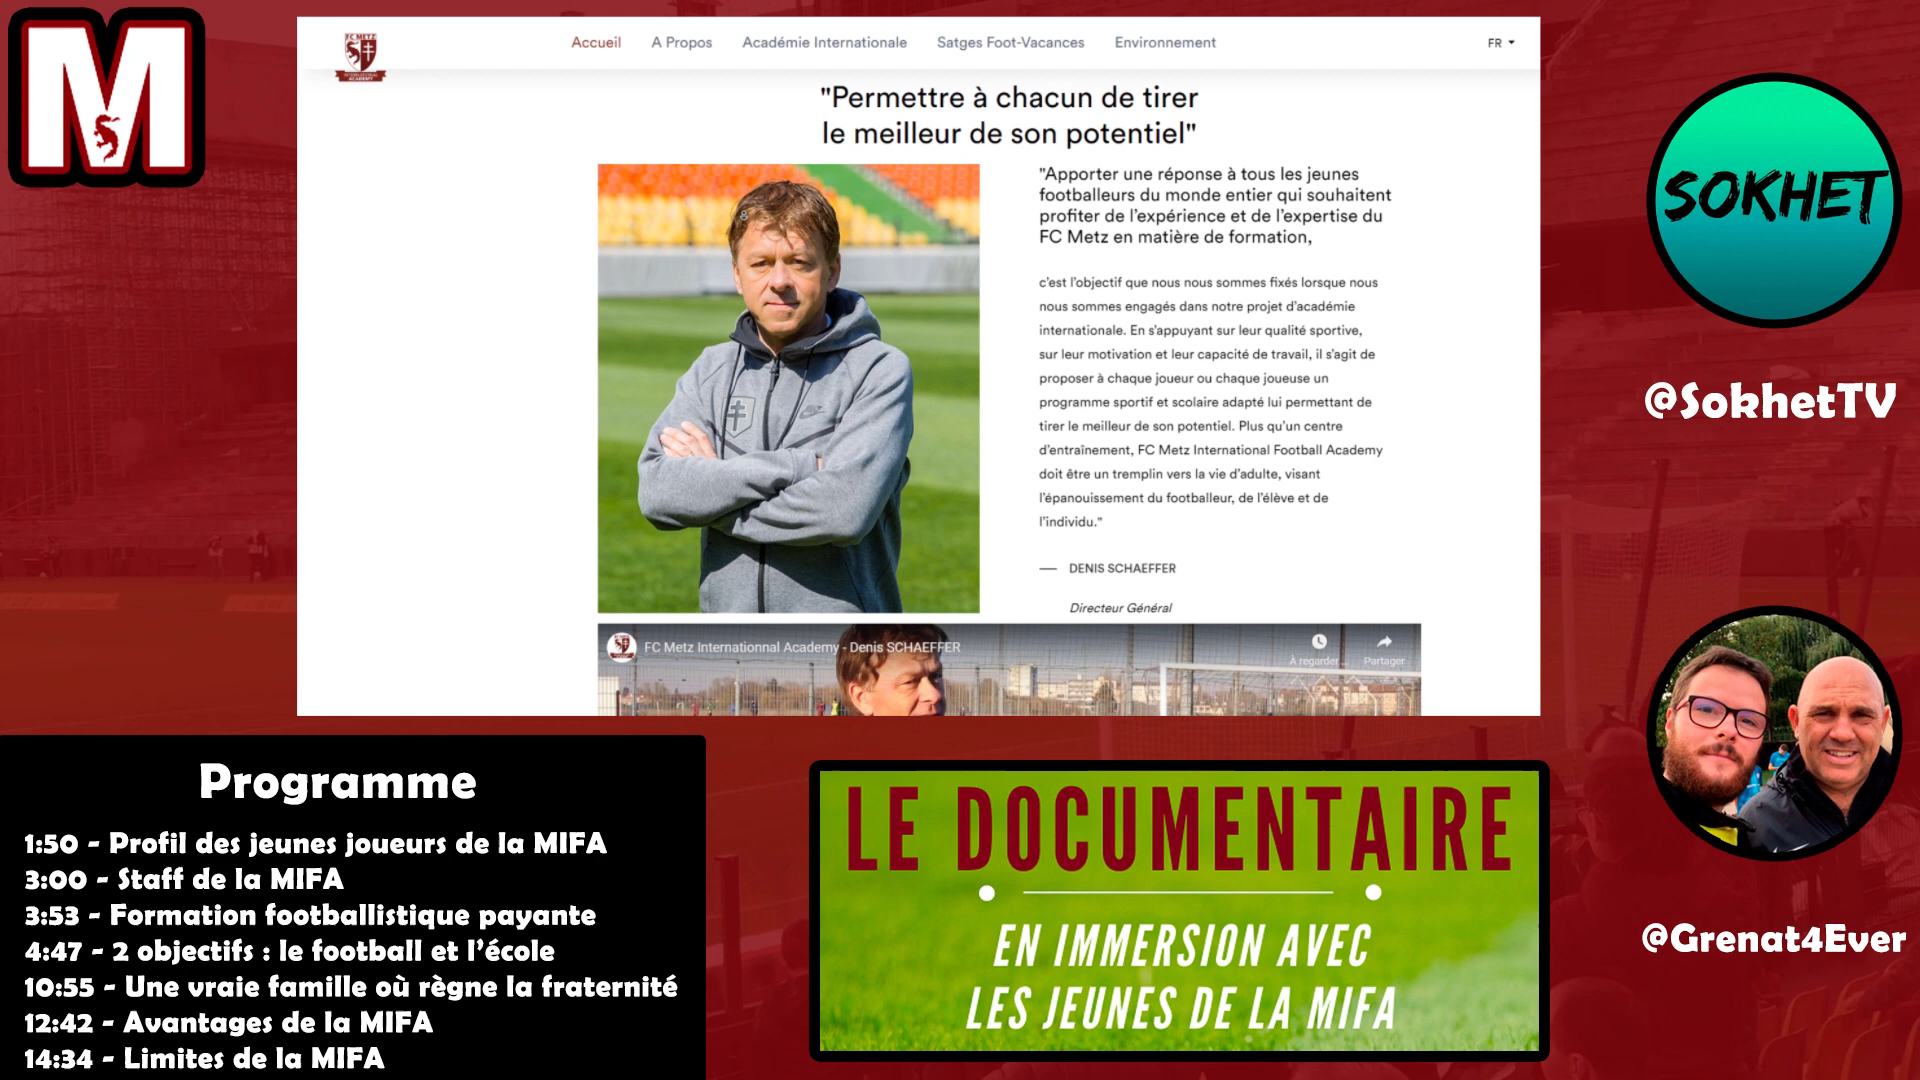 M
FC METZ
INTERNATIONAL
ACADEMY
Accueil
A Propos
Académie Internationale
Satges Foot-Vacances
Environnement
FR
"Permettre à chacun de tirer
le meilleur de son potentiel"
"Apporter une réponse à tous les jeunes
footballeurs du monde entier qui souhaitent
profiter de l'expérience et de l'expertise du
FC Metz en matière de formation,
c'est l'objectif que nous nous sommes fixés lorsque nous
nous sommes engagés dans notre projet d'académie
internationale. En s'appuyant sur leur qualité sportive,
sur leur motivation et leur capacité de travail, il s'agit de
proposer à chaque joueur ou chaque joueuse un
programme sportif et scolaire adapté lui permettant de
tirer le meilleur de son potentiel. Plus qu'un centre
d'entraînement, FC Metz International Football Academy
doit être un tremplin vers la vie d'adulte, visant
l'épanouissement du footballeur, de l'élève et de
l'individu."
— DENIS SCHAEFFER
Directeur Général
FC Metz Internationnal Academy - Denis SCHAEFFER
À regarder...
Partager
SOKHET
@SokhetTV
@Grenat4Ever
Programme
1:50 - Profil des jeunes joueurs de la MIFA
3:00 - Staff de la MIFA
3:53 - Formation footballistique payante
4:47 - 2 objectifs : le football et l'école
10:55 - Une vraie famille où règne la fraternité
12:42 - Avantages de la MIFA
14:34 - Limites de la MIFA
LE DOCUMENTAIRE
EN IMMERSION AVEC
LES JEUNES DE LA MIFA